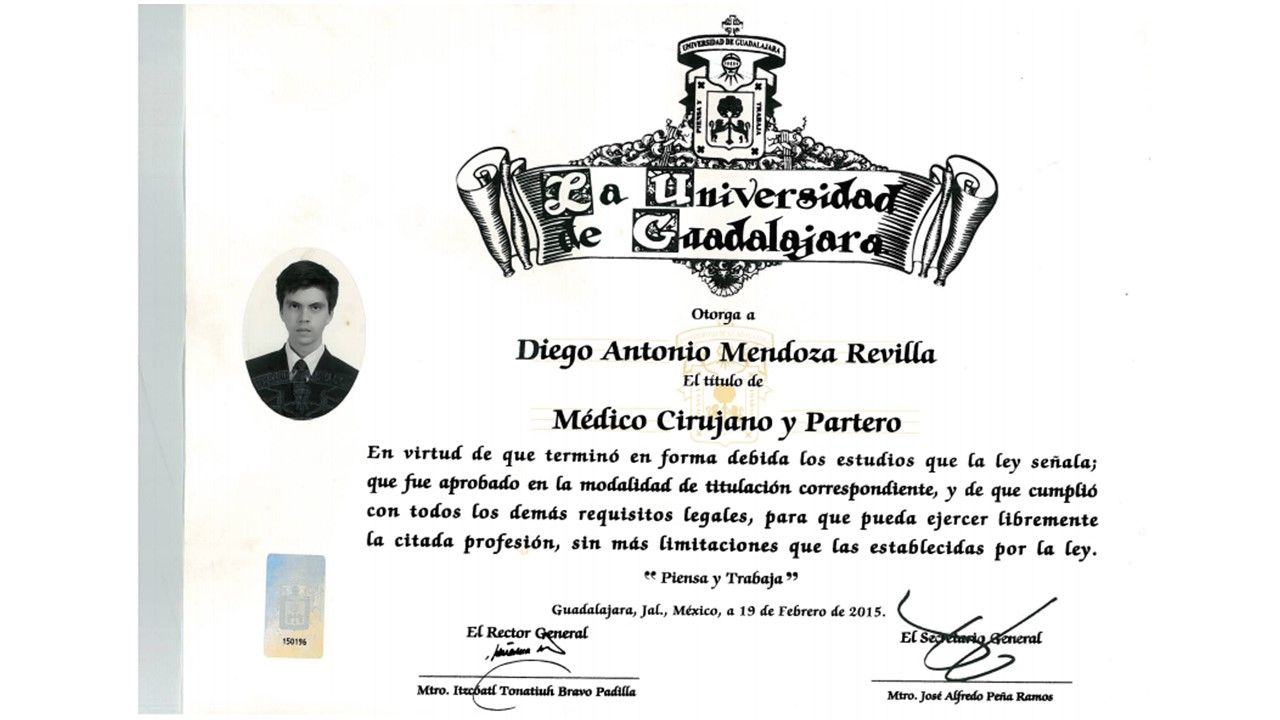 UNIVERSIDAD DE GUADALAJARA
PIENSA Y TRABAJA
La Universidad
de Guadalajara
Otorga a
Diego Antonio Mendoza Revilla
El título de
Médico Cirujano y Partero
En virtud de que terminó en forma debida los estudios que la ley señala;
que fue aprobado en la modalidad de titulación correspondiente, y de que cumplió
con todos los demás requisitos legales, para que pueda ejercer libremente
la citada profesión, sin más limitaciones que las establecidas por la ley.
“ Piensa y Trabaja ”
Guadalajara, Jal., México, a 19 de Febrero de 2015.
El Rector General
El Secretario General
150196
Mtro. Itzcóatl Tonatiuh Bravo Padilla
Mtro. José Alfredo Peña Ramos